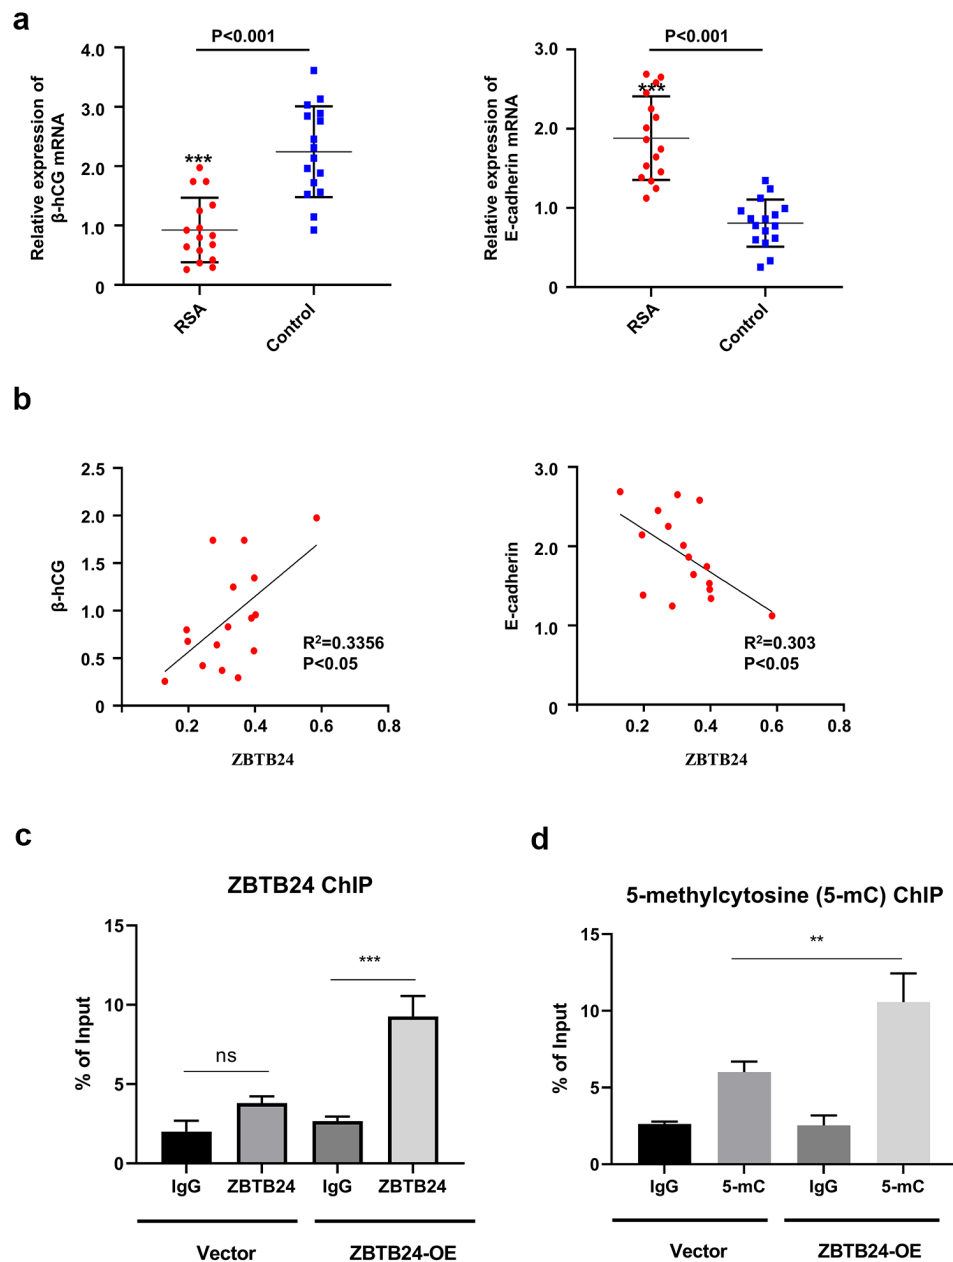 a
P<0.001
4.0
3.0
2.0
1.0
0
Relative expression of
β-hCG mRNA
***
RSA
Control
P<0.001
3.0
2.0
1.0
0
Relative expression of
E-cadherin mRNA
***
RSA
Control
b
2.5
2.0
1.5
1.0
0.5
0
β-hCG
R²=0.3356
P<0.05
0.2 0.4 0.6 0.8
ZBTB24
3.0
2.0
1.0
0
E-cadherin
R²=0.303
P<0.05
0.2 0.4 0.6 0.8
ZBTB24
c
ZBTB24 ChIP
15
10
5
0
% of Input
ns
***
IgG ZBTB24 IgG ZBTB24
Vector ZBTB24-OE
d
5-methylcytosine (5-mC) ChIP
15
10
5
0
% of Input
**
IgG 5-mC IgG 5-mC
Vector ZBTB24-OE